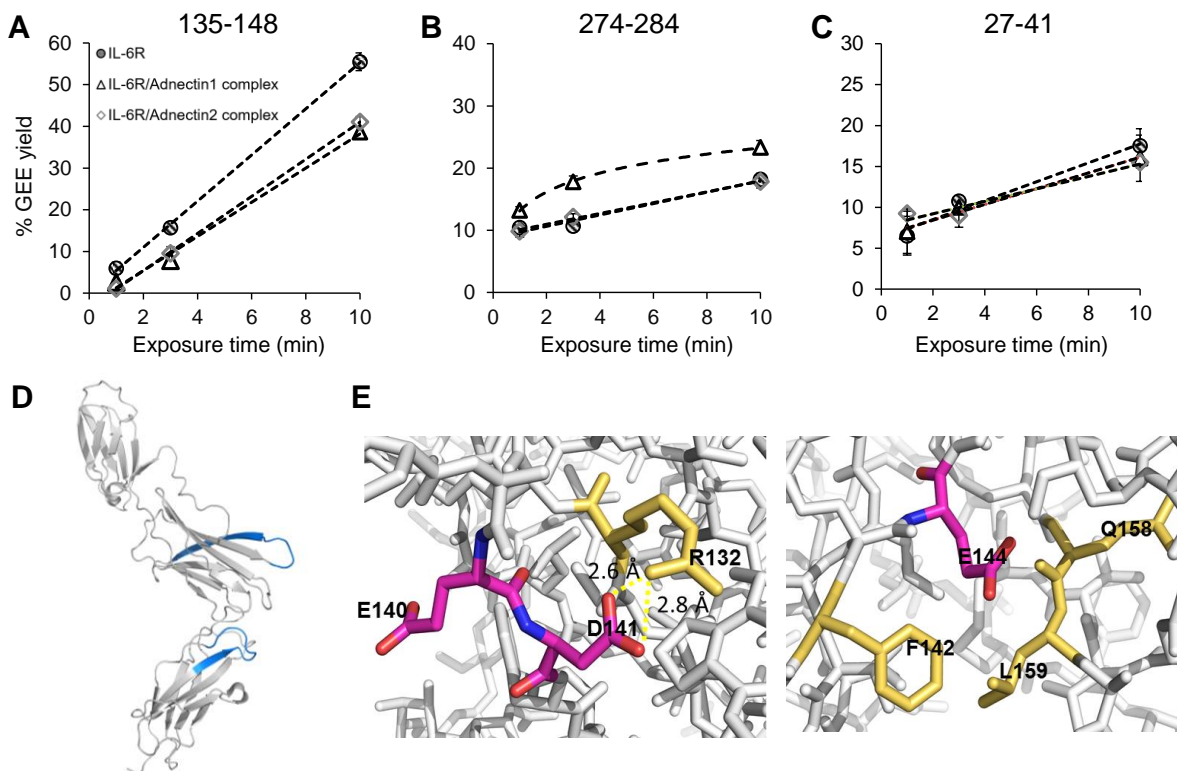 A
135-148
% GEE yield
60
50
40
30
20
10
0
IL-6R
IL-6R/Adnectin1 complex
IL-6R/Adnectin2 complex
0 2 4 6 8 10
Exposure time (min)
B
274-284
40
30
20
10
0
0 2 4 6 8 10
Exposure time (min)
C
27-41
30
25
20
15
10
5
0
0 2 4 6 8 10
Exposure time (min)
D
E
E140
D141
R132
2.6 Å
2.8 Å
E144
Q158
F142
L159